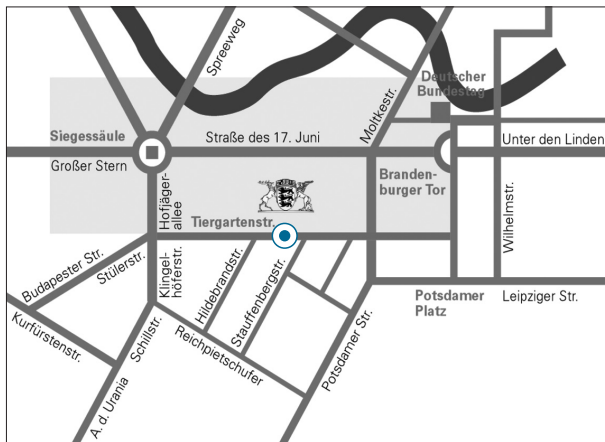 Spreeweg
Deutscher
Bundestag
Moltkestr.
Siegessäule
Straße des 17. Juni
Unter den Linden
Großer Stern
Branden-
burger Tor
Hofjäger-
allee
Tiergartenstr.
Wilhelmstr.
Budapester Str.
Stülerstr.
Klingel-
höferstr.
Hildebrandstr.
Stauffenbergstr.
Potsdamer
Platz
Leipziger Str.
Kurfürstenstr.
Schillstr.
Reichpietschufer
Potsdamer Str.
A. d. Urania